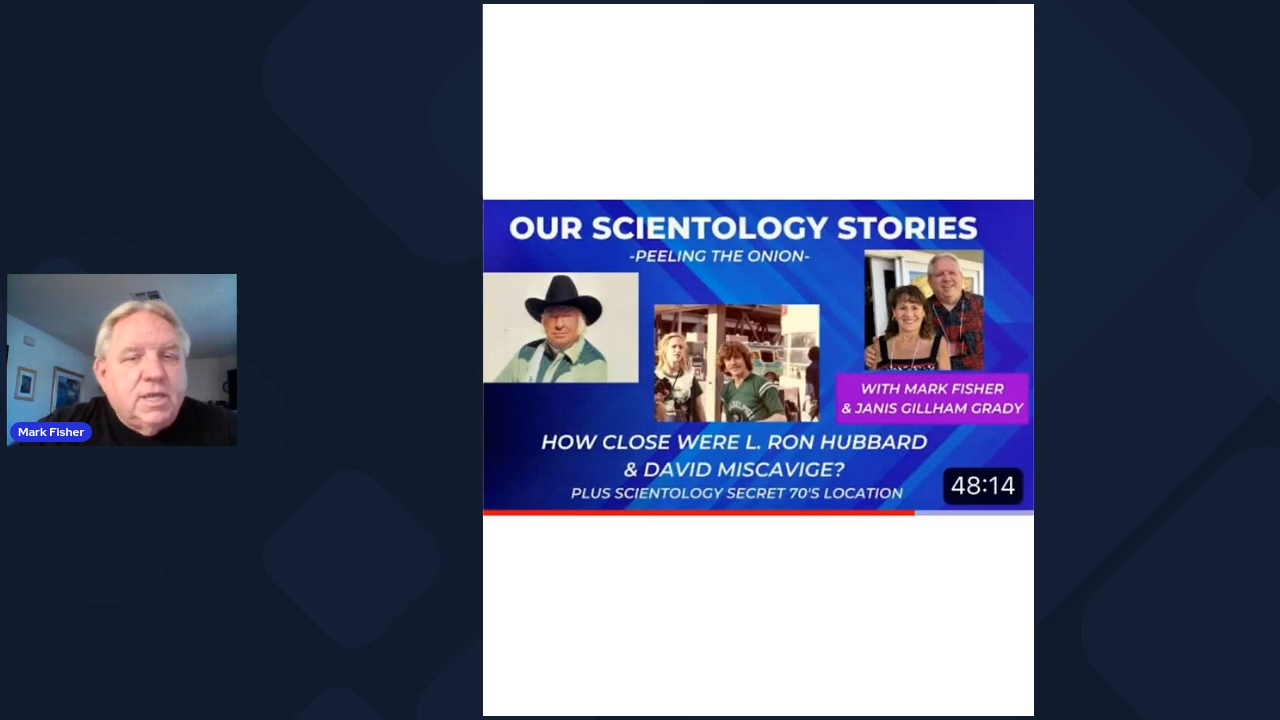 Mark Fisher
OUR SCIENTOLOGY STORIES
-PEELING THE ONION-
WITH MARK FISHER
& JANIS GILLHAM GRADY
HOW CLOSE WERE L. RON HUBBARD
& DAVID MISCAVIGE?
PLUS SCIENTOLOGY SECRET 70'S LOCATION
48:14